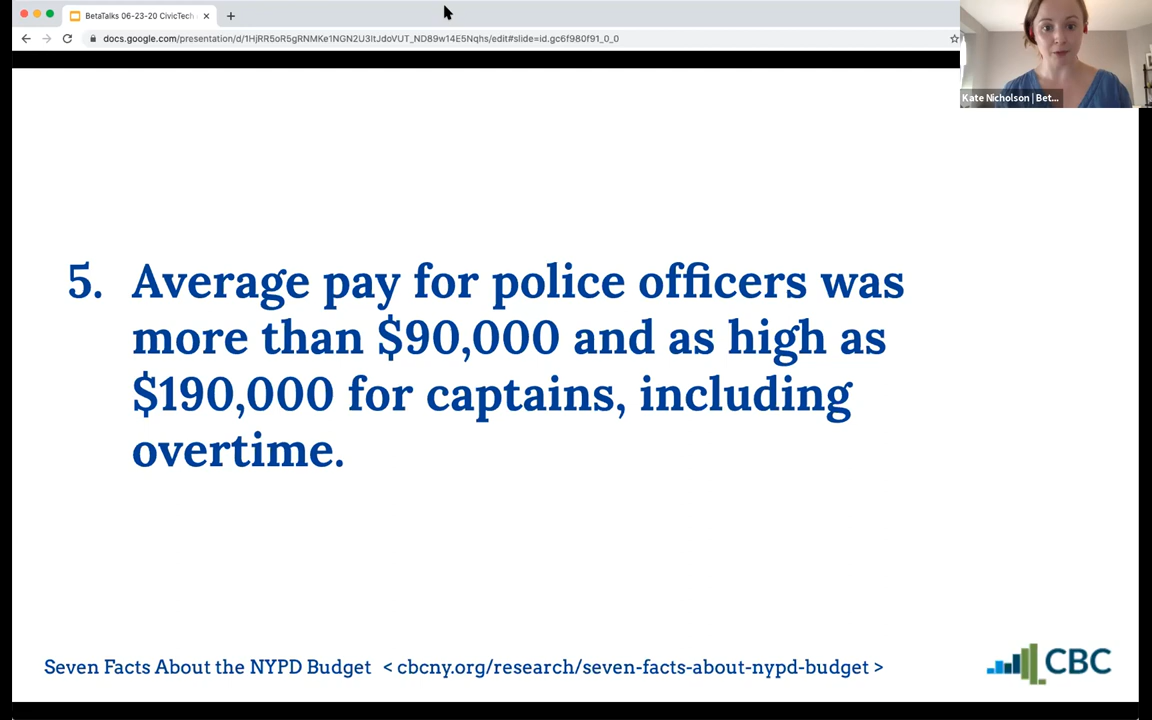 BetaTalks 06-23-20 CivicTech
docs.google.com/presentation/d/1HjRR5oR5gRNMKe1NGN2U3ltJdoVUT_ND89w14E5Nqhs/edit#slide=id.gc6f980f91_0_0
Kate Nicholson | Bet...
5. Average pay for police officers was
more than $90,000 and as high as
$190,000 for captains, including
overtime.
Seven Facts About the NYPD Budget < cbcny.org/research/seven-facts-about-nypd-budget >
CBC